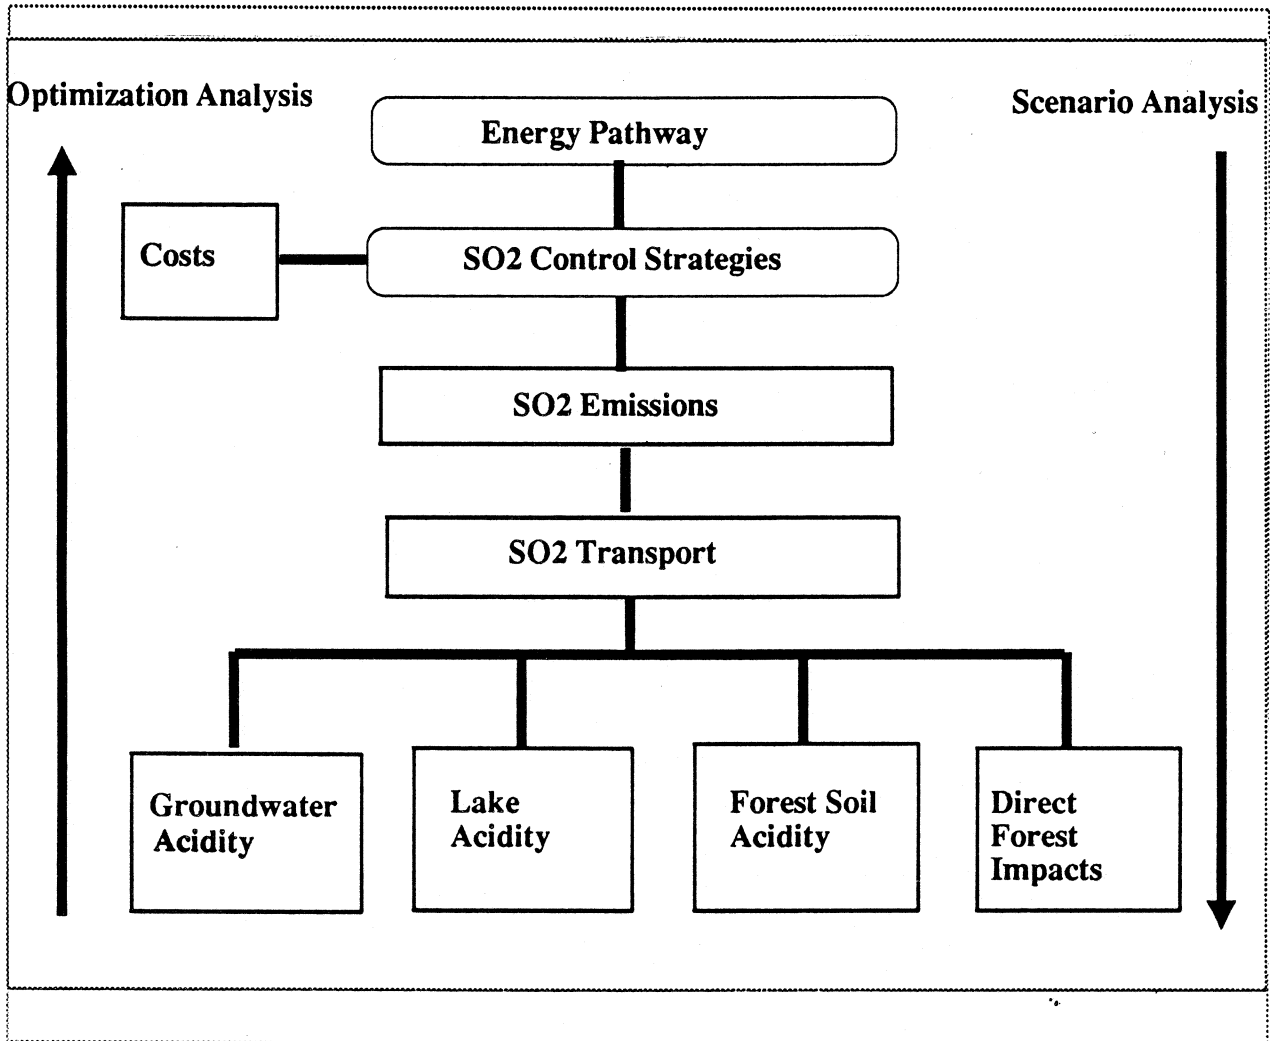 Optimization Analysis
Scenario Analysis
Energy Pathway
Costs
SO2 Control Strategies
SO2 Emissions
SO2 Transport
Groundwater
Acidity
Lake
Acidity
Forest Soil
Acidity
Direct
Forest
Impacts